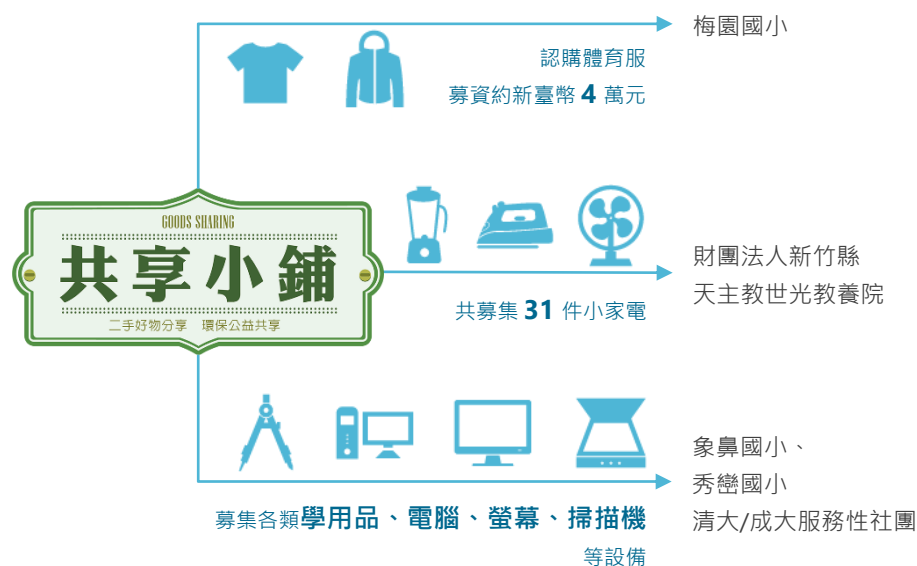 梅園國小
認購體育服
募資約新臺幣 4 萬元
GOODS SHARING
共享小鋪
二手好物分享 環保公益共享
共募集 31 件小家電
財團法人新竹縣
天主教世光教養院
募集各類學用品、電腦、螢幕、掃描機
等設備
象鼻國小、
秀巒國小
清大/成大服務性社團